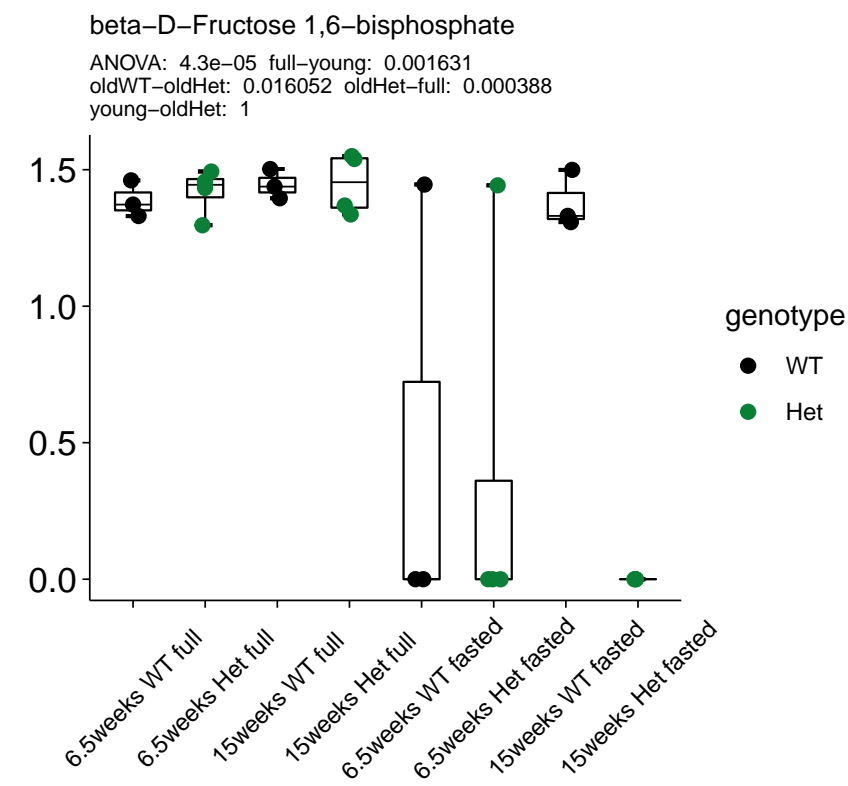 beta−D−Fructose 1,6−bisphosphate
ANOVA: 4.3e−05 full−young: 0.001631
oldWT−oldHet: 0.016052 oldHet−full: 0.000388
young−oldHet: 1
1.5
1.0
0.5
0.0
genotype
WT
Het
6.5weeks WT full
6.5weeks Het full
15weeks WT full
15weeks Het full
6.5weeks WT fasted
6.5weeks Het fasted
15weeks WT fasted
15weeks Het fasted